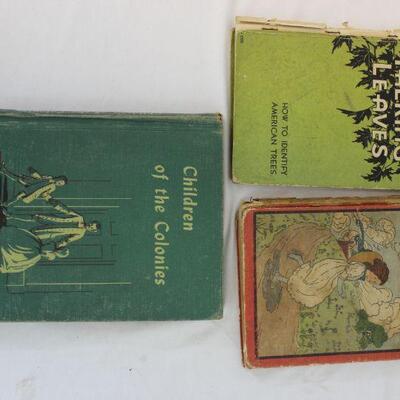 Children
of the Colonies
LEAVES
HOW TO IDENTIFY
AMERICAN TREES